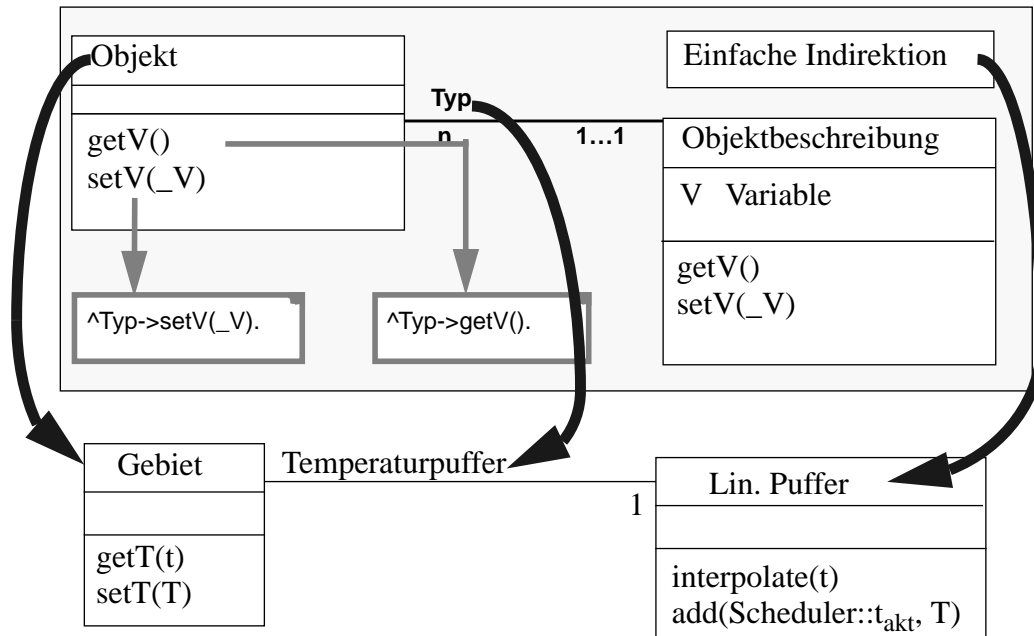 Objekt
Einfache Indirektion
Typ
n
1...1
getV()
setV(_V)
Objektbeschreibung
V Variable
getV()
setV(_V)
^Typ->setV(_V).
^Typ->getV().
Gebiet
Temperaturpuffer
Lin. Puffer
1
getT(t)
setT(T)
interpolate(t)
add(Scheduler::takt, T)